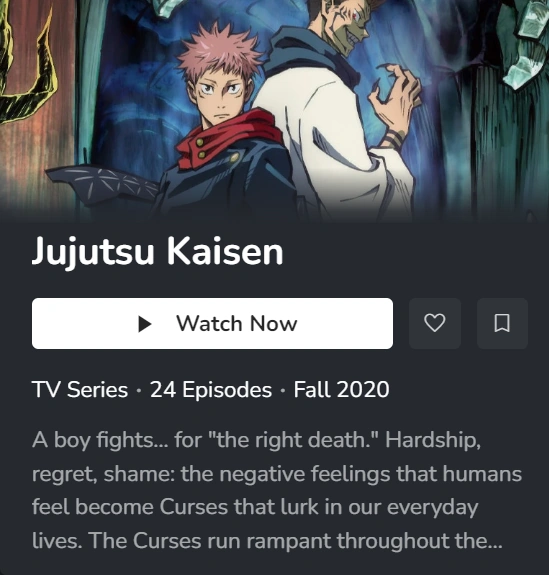 Jujutsu Kaisen
Watch Now
TV Series · 24 Episodes · Fall 2020
A boy fights... for "the right death." Hardship,
regret, shame: the negative feelings that humans
feel become Curses that lurk in our everyday
lives. The Curses run rampant throughout the...